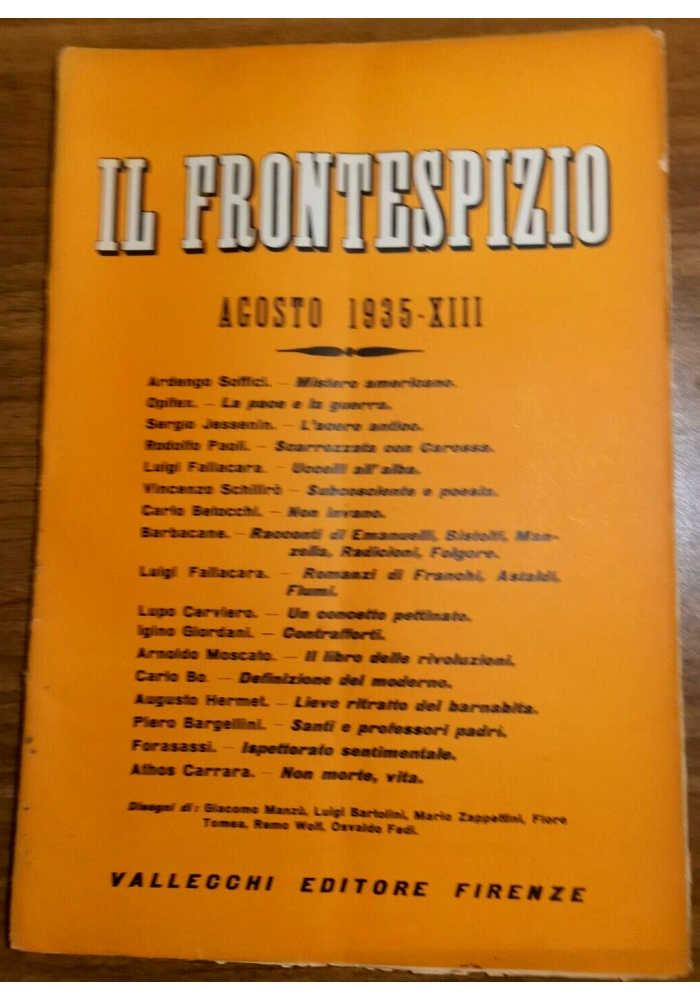 IL FRONTESPIZIO
AGOSTO 1935-XIII
Ardengo Soffici. – Mistero americano.
Opifex. – La pace e la guerra.
Sergio Jessenin. – L'acero antico.
Rodolfo Paoli. – Scarrozzata con Carossa.
Luigi Fallacara. – Uccelli all'alba.
Vincenzo Schilirò – Subcosciente e poesia.
Carlo Betocchi. – Non invano.
Barbacane. – Racconti di Emanuelli, Bistolfi, Man-
zella, Radicioni, Folgore.
Luigi Fallacara. – Romanzi di Franchi, Astaldi,
Fiumi.
Lupo Cerviero. – Un concetto pettinato.
Igino Giordani. – Contrafforti.
Arnoldo Moscato. – Il libro delle rivoluzioni.
Carlo Bo. – Definizione del moderno.
Augusto Hermet. – Lieve ritratto del barnabita.
Piero Bargellini. – Santi e professori padri.
Forasassi. – Ispettorato sentimentale.
Athos Carrara. – Non morte, vita.
Disegni di: Giacomo Manzù, Luigi Bartolini, Mario Zappettini, Fiore
Tomea, Remo Wolf, Osvaldo Fedi.
VALLECCHI EDITORE FIRENZE